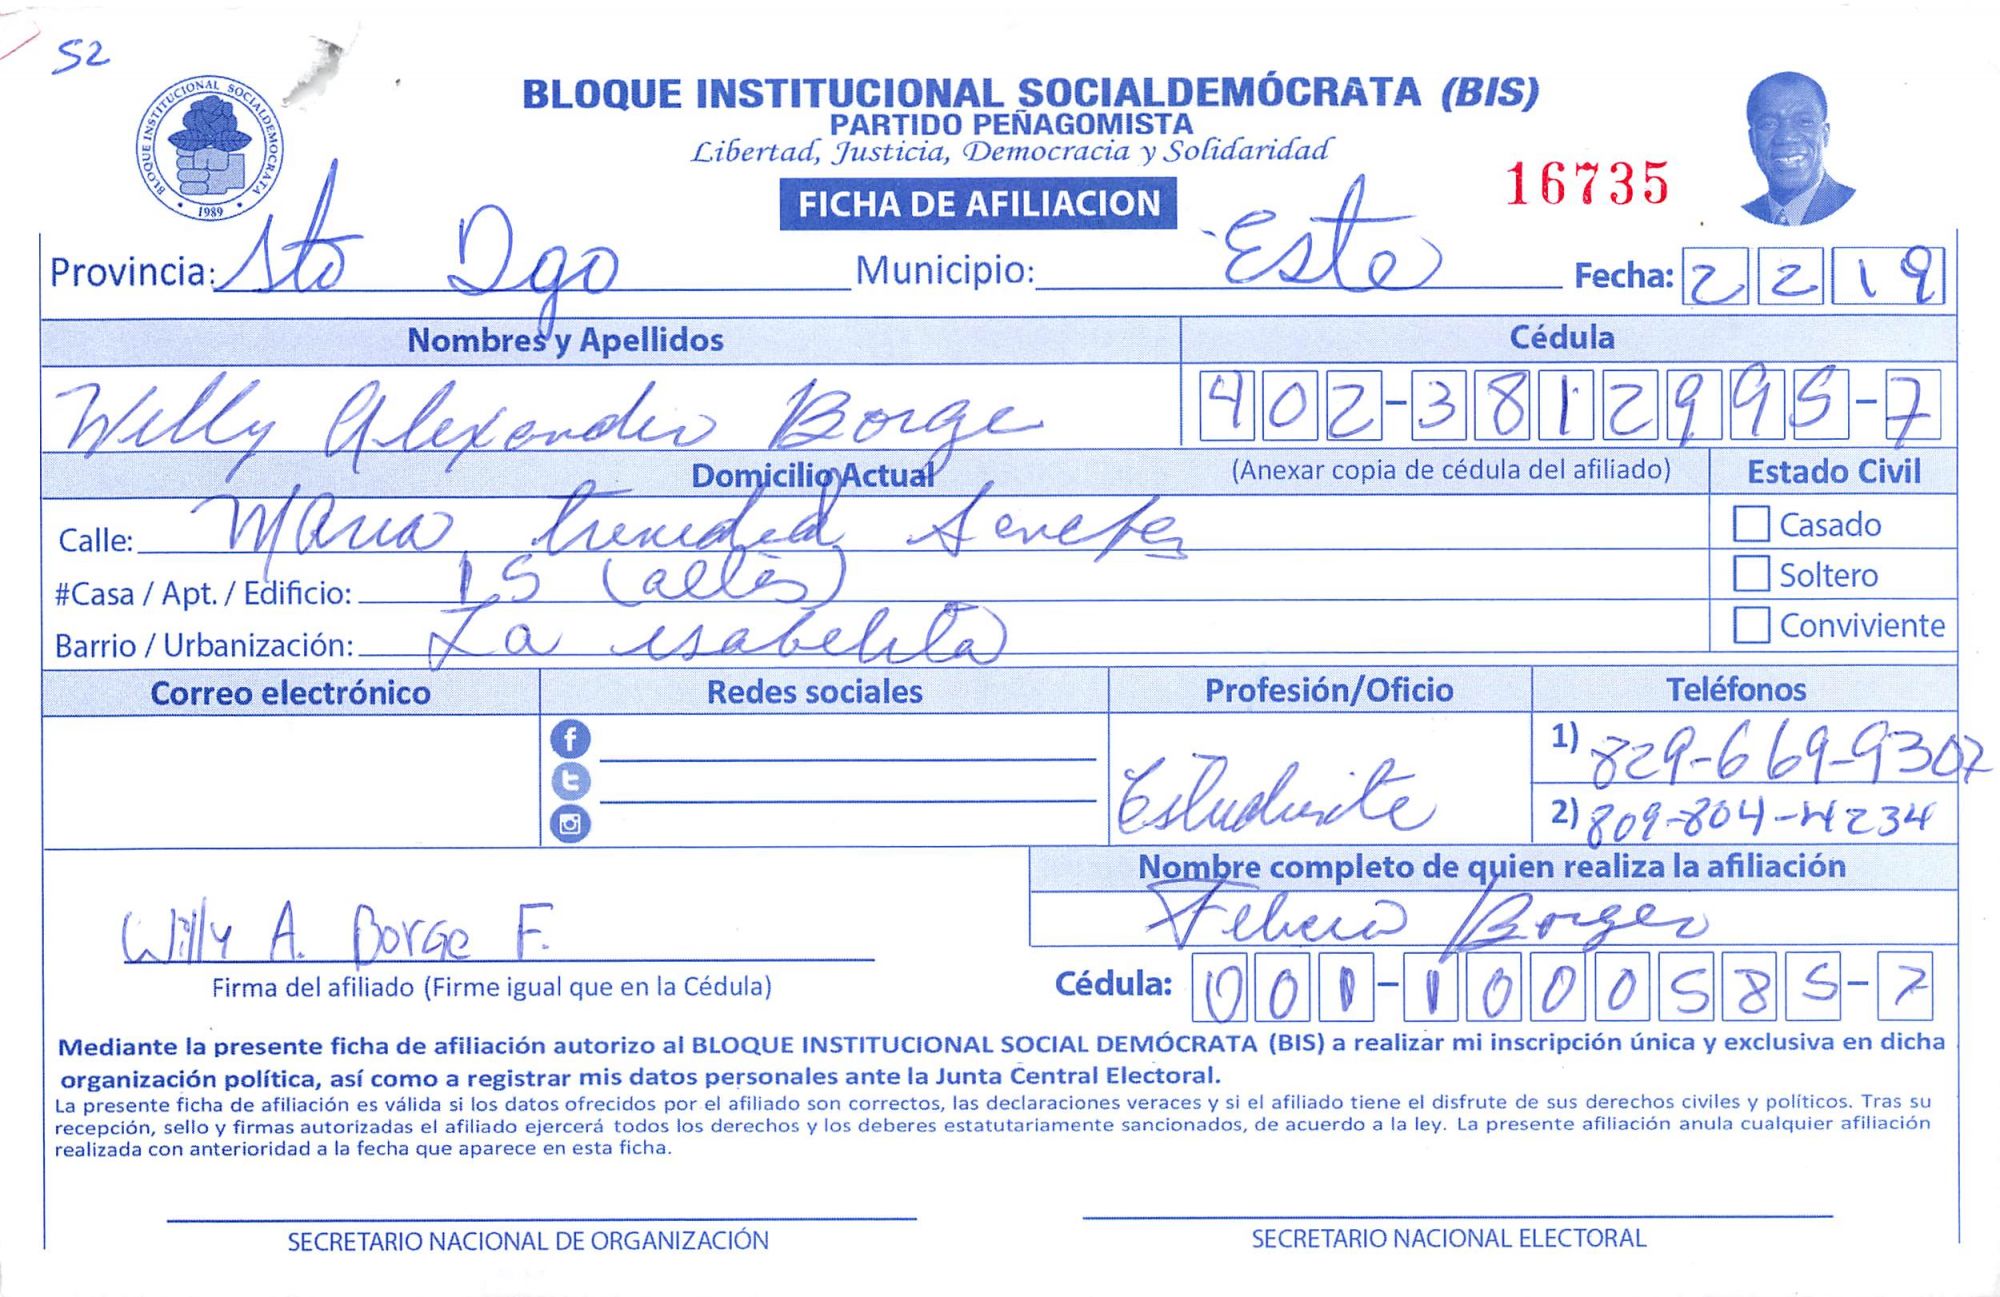 52
BLOQUE INSTITUCIONAL SOCIALDEMOCRATA
1989
BLOQUE INSTITUCIONAL SOCIALDEMÓCRATA (BIS)
PARTIDO PEÑAGOMISTA
Libertad, Justicia, Democracia y Solidaridad
FICHA DE AFILIACION
16735
Provincia: Sto Dgo Municipio: Este Fecha: 2 2 19
Nombres y Apellidos Cédula
Willy Alexander Borge 402-3812995-7
Domicilio Actual (Anexar copia de cédula del afiliado) Estado Civil
Calle: Maria trinidad Casado
#Casa / Apt. / Edificio: 15 (altos) Soltero
Barrio / Urbanización: La isabelita Conviviente
Correo electrónico Redes sociales Profesión/Oficio Teléfonos
Estudiante 1) 829-669-9307
2) 809-804-4234
Nombre completo de quien realiza la afiliación
Borges
Willy A. Borge F.
Firma del afiliado (Firme igual que en la Cédula) Cédula: 001-1000585-7
Mediante la presente ficha de afiliación autorizo al BLOQUE INSTITUCIONAL SOCIAL DEMÓCRATA (BIS) a realizar mi inscripción única y exclusiva en dicha
organización política, así como a registrar mis datos personales ante la Junta Central Electoral.
La presente ficha de afiliación es válida si los datos ofrecidos por el afiliado son correctos, las declaraciones veraces y si el afiliado tiene el disfrute de sus derechos civiles y políticos. Tras su
recepción, sello y firmas autorizadas el afiliado ejercerá todos los derechos y los deberes estatutariamente sancionados, de acuerdo a la ley. La presente afiliación anula cualquier afiliación
realizada con anterioridad a la fecha que aparece en esta ficha.
SECRETARIO NACIONAL DE ORGANIZACIÓN SECRETARIO NACIONAL ELECTORAL